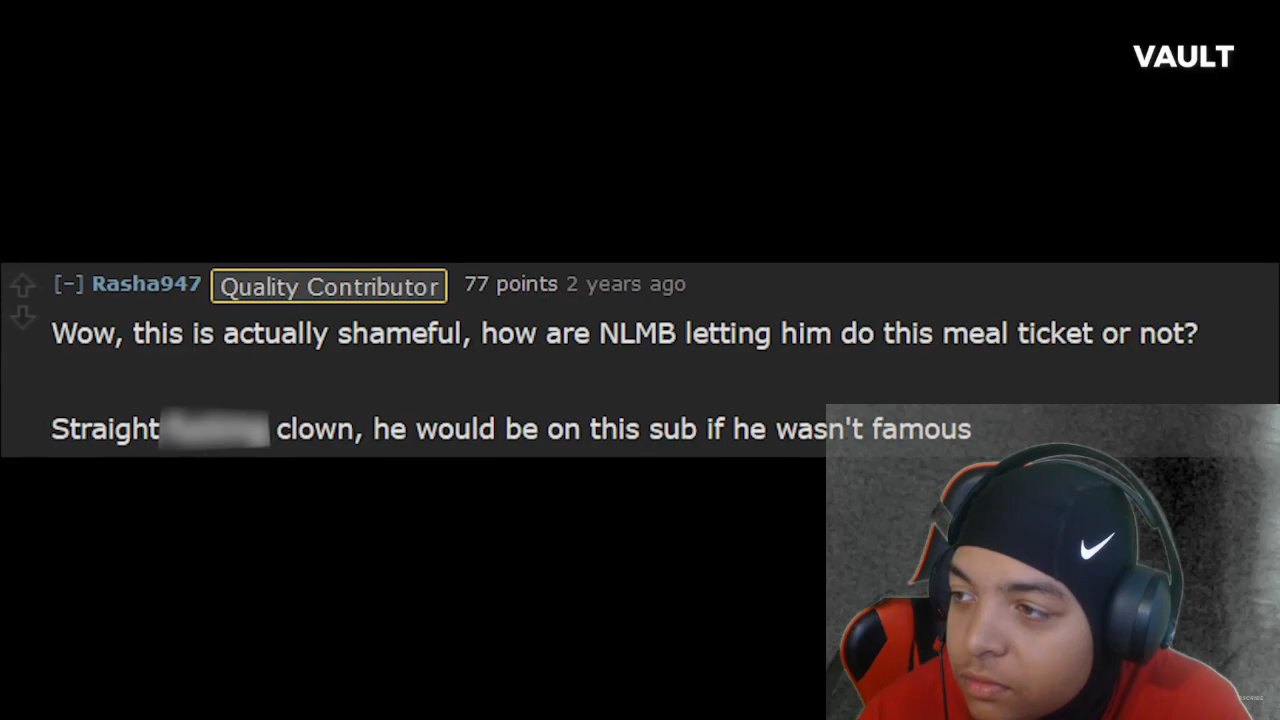 VAULT
[-] Rasha947 Quality Contributor 77 points 2 years ago
Wow, this is actually shameful, how are NLMB letting him do this meal ticket or not?
Straight clown, he would be on this sub if he wasn't famous